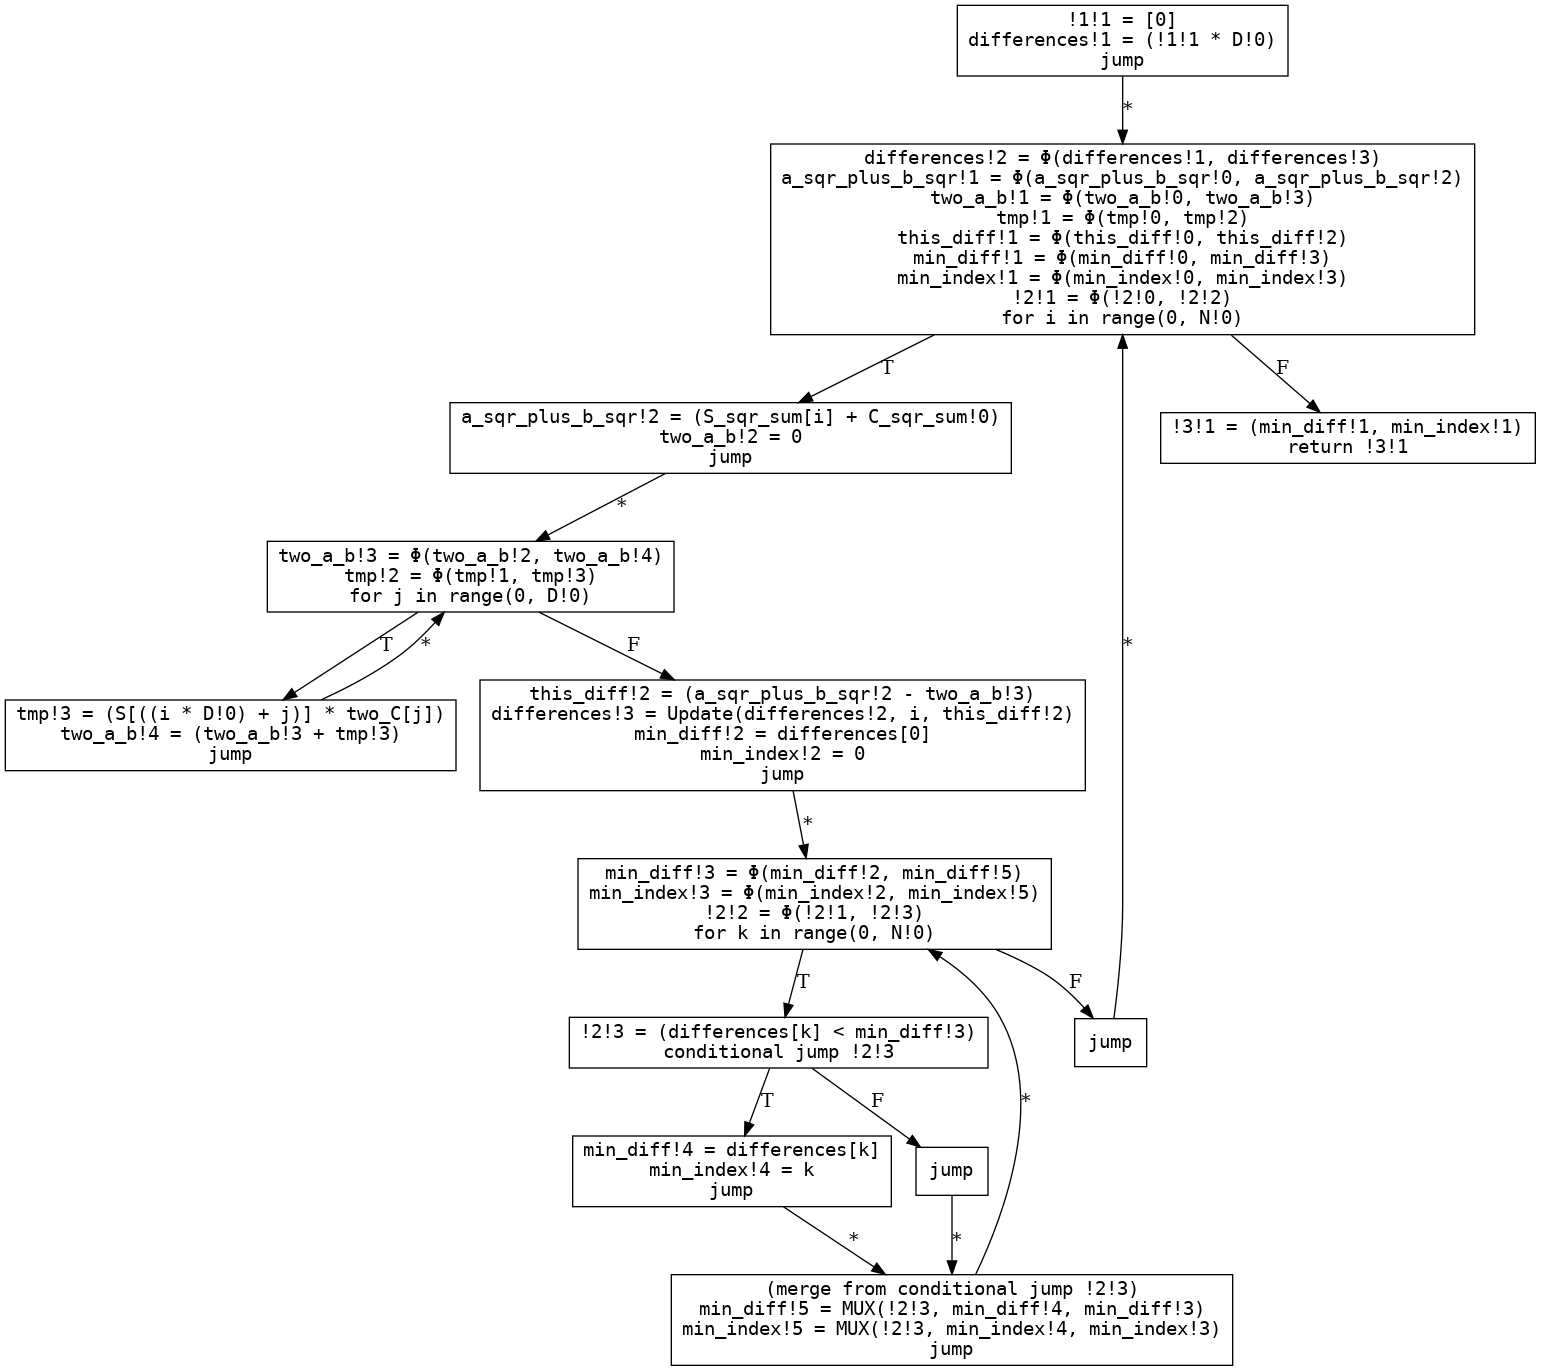 !1!1 = [0]
differences!1 = (!1!1 * D!0)
jump
*
differences!2 = Φ(differences!1, differences!3)
a_sqr_plus_b_sqr!1 = Φ(a_sqr_plus_b_sqr!0, a_sqr_plus_b_sqr!2)
two_a_b!1 = Φ(two_a_b!0, two_a_b!3)
tmp!1 = Φ(tmp!0, tmp!2)
this_diff!1 = Φ(this_diff!0, this_diff!2)
min_diff!1 = Φ(min_diff!0, min_diff!3)
min_index!1 = Φ(min_index!0, min_index!3)
!2!1 = Φ(!2!0, !2!2)
for i in range(0, N!0)
T
F
a_sqr_plus_b_sqr!2 = (S_sqr_sum[i] + C_sqr_sum!0)
two_a_b!2 = 0
jump
!3!1 = (min_diff!1, min_index!1)
return !3!1
*
two_a_b!3 = Φ(two_a_b!2, two_a_b!4)
tmp!2 = Φ(tmp!1, tmp!3)
for j in range(0, D!0)
T
*
F
*
tmp!3 = (S[((i * D!0) + j)] * two_C[j])
two_a_b!4 = (two_a_b!3 + tmp!3)
jump
this_diff!2 = (a_sqr_plus_b_sqr!2 - two_a_b!3)
differences!3 = Update(differences!2, i, this_diff!2)
min_diff!2 = differences[0]
min_index!2 = 0
jump
*
min_diff!3 = Φ(min_diff!2, min_diff!5)
min_index!3 = Φ(min_index!2, min_index!5)
!2!2 = Φ(!2!1, !2!3)
for k in range(0, N!0)
T
F
!2!3 = (differences[k] < min_diff!3)
conditional jump !2!3
jump
T
F
*
min_diff!4 = differences[k]
min_index!4 = k
jump
jump
*
*
(merge from conditional jump !2!3)
min_diff!5 = MUX(!2!3, min_diff!4, min_diff!3)
min_index!5 = MUX(!2!3, min_index!4, min_index!3)
jump